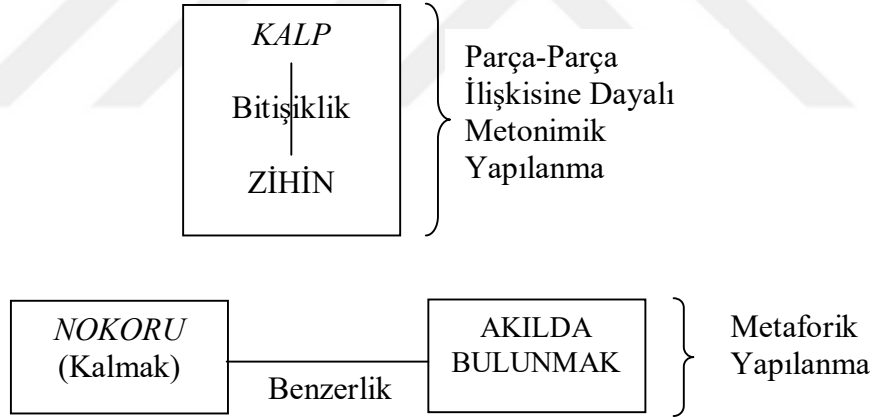 KALP
Bitişiklik
ZİHİN
Parça-Parça
İlişkisine Dayalı
Metonimik
Yapılanma
NOKORU
(Kalmak)
Benzerlik
AKILDA
BULUNMAK
Metaforik
Yapılanma